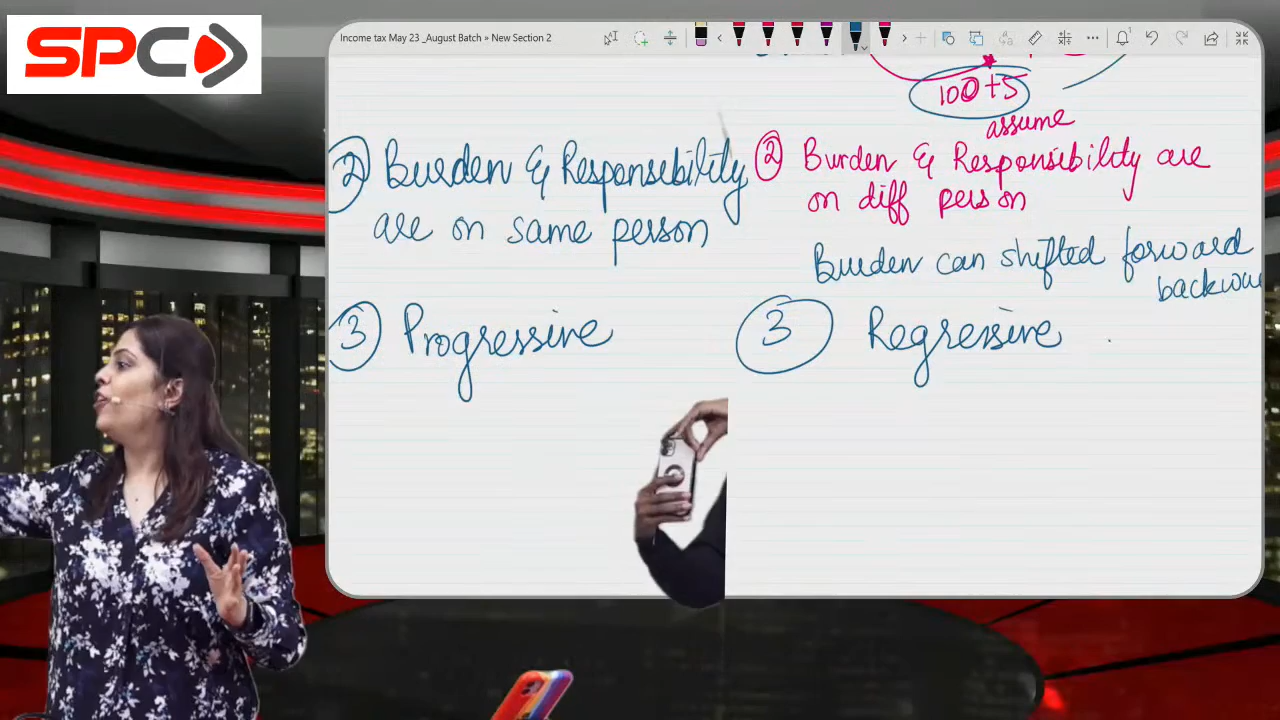 SPC
Income tax May 23 _August Batch » New Section 2
100 + 5
assume
② Burden & Responsibility
are on same person
② Burden & Responsibility are
on diff person
Burden can shifted forward
backwa
③ Progressive
③ Regressive